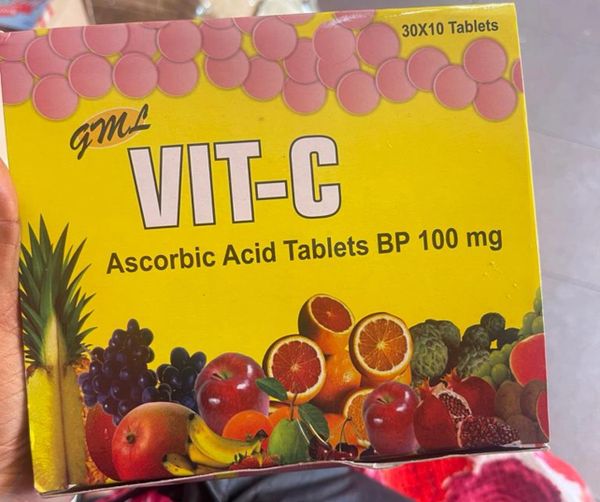 30X10 Tablets
GML
VIT-C
Ascorbic Acid Tablets BP 100 mg